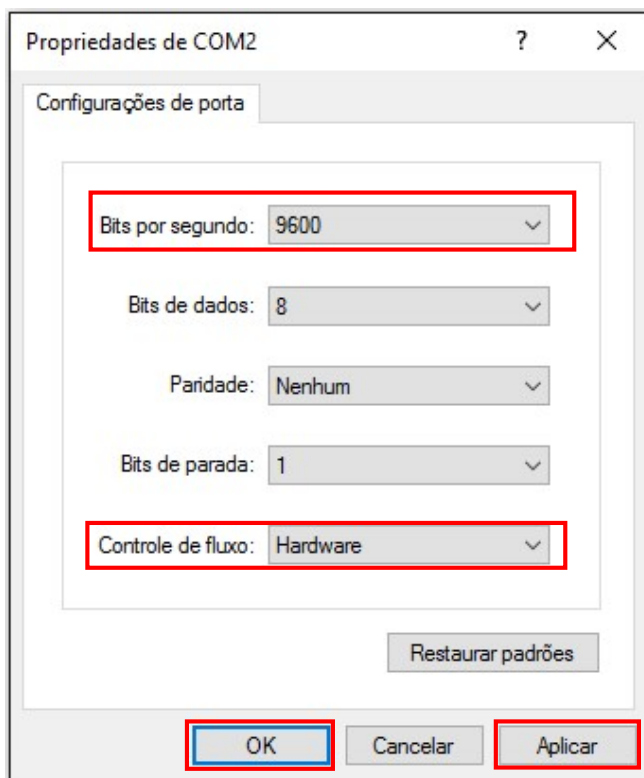 Propriedades de COM2 ?
Configurações de porta
Bits por segundo: 9600
Bits de dados: 8
Paridade: Nenhum
Bits de parada: 1
Controle de fluxo: Hardware
Restaurar padrões
OK Cancelar Aplicar